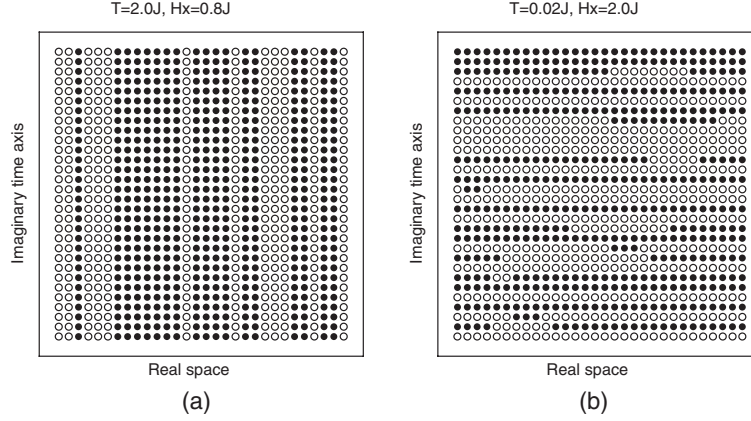 T=2.0J, Hx=0.8J
T=0.02J, Hx=2.0J
Imaginary time axis
Imaginary time axis
Real space
Real space
(a)
(b)